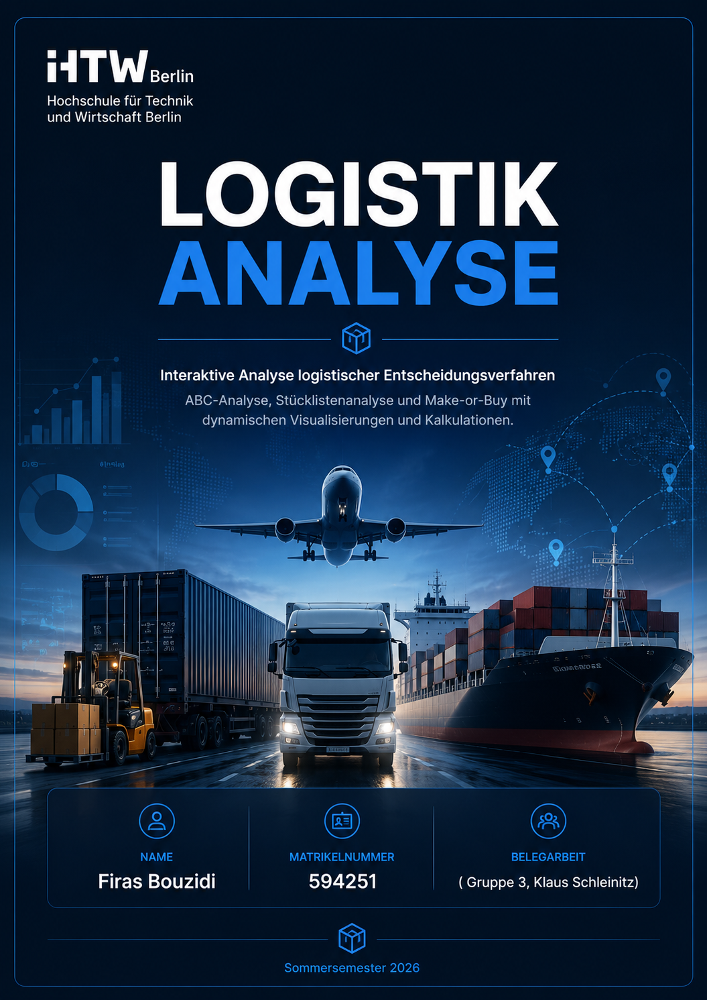 HTW Berlin
Hochschule für Technik
und Wirtschaft Berlin
LOGISTIK
ANALYSE
Interaktive Analyse logistischer Entscheidungsverfahren
ABC-Analyse, Stücklistenanalyse und Make-or-Buy mit
dynamischen Visualisierungen und Kalkulationen.
NAME
Firas Bouzidi
MATRIKELNUMMER
594251
BELEGARBEIT
( Gruppe 3, Klaus Schleinitz)
Sommersemester 2026